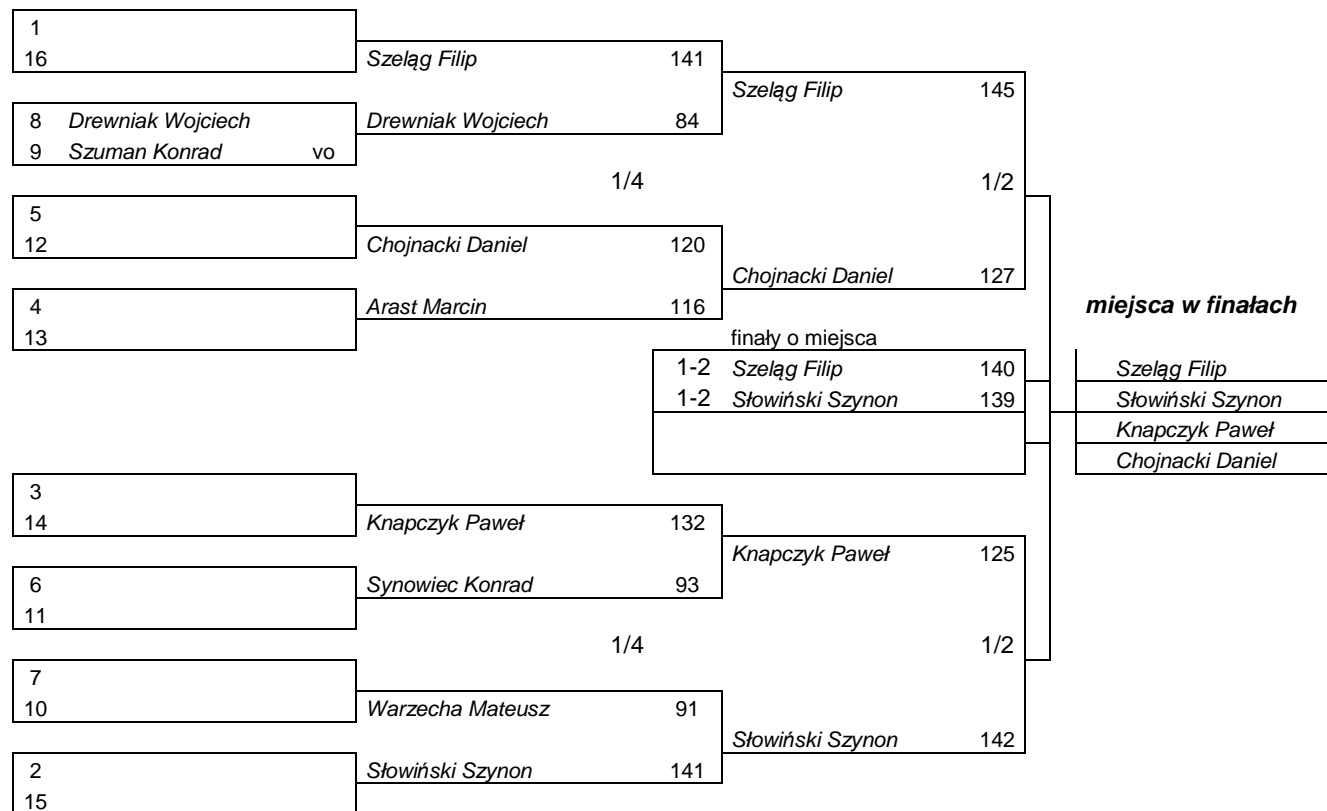 1
16 Szeląg Filip 141
Szeląg Filip 145
8 Drewniak Wojciech Drewniak Wojciech 84
9 Szuman Konrad vo
1/4 1/2
5
12 Chojnacki Daniel 120
Chojnacki Daniel 127
4 Arast Marcin 116 miejsca w finałach
13 finały o miejsca
1-2 Szeląg Filip 140 Szeląg Filip
1-2 Słowiński Szynon 139 Słowiński Szynon
Knapczyk Paweł
Chojnacki Daniel
3
14 Knapczyk Paweł 132
Knapczyk Paweł 125
6 Synowiec Konrad 93
11
1/4 1/2
7
10 Warzecha Mateusz 91
Słowiński Szynon 142
2 Słowiński Szynon 141
15